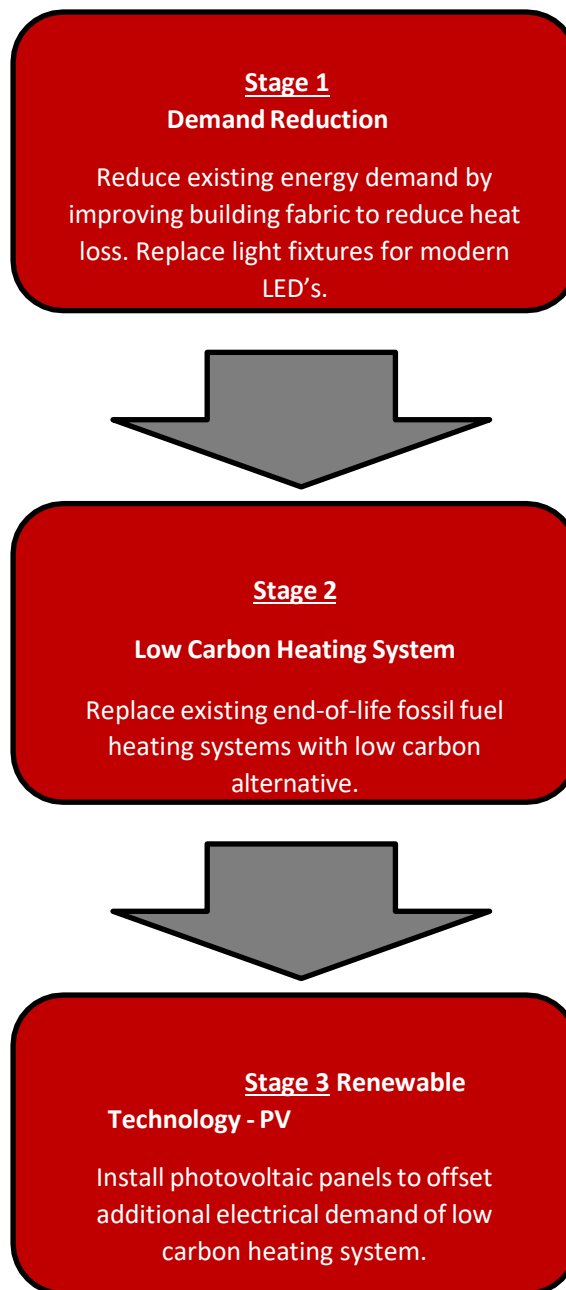 Stage 1
Demand Reduction
Reduce existing energy demand by
improving building fabric to reduce heat
loss. Replace light fixtures for modern
LED’s.
Stage 2
Low Carbon Heating System
Replace existing end-of-life fossil fuel
heating systems with low carbon
alternative.
Stage 3 Renewable
Technology - PV
Install photovoltaic panels to offset
additional electrical demand of low
carbon heating system.